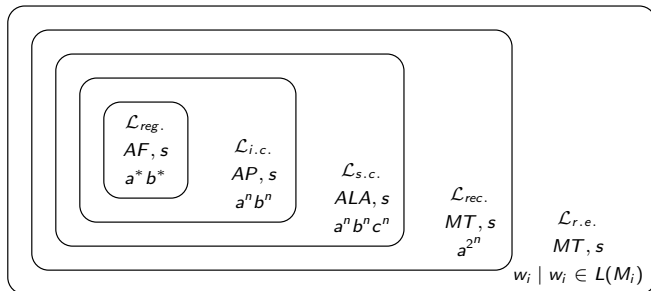 ℒreg.
AF, s
a*b*
ℒi.c.
AP, s
aⁿbⁿ
ℒs.c.
ALA, s
aⁿbⁿcⁿ
ℒrec.
MT, s
a^{2ⁿ}
ℒr.e.
MT, s
wᵢ | wᵢ ∈ L(Mᵢ)